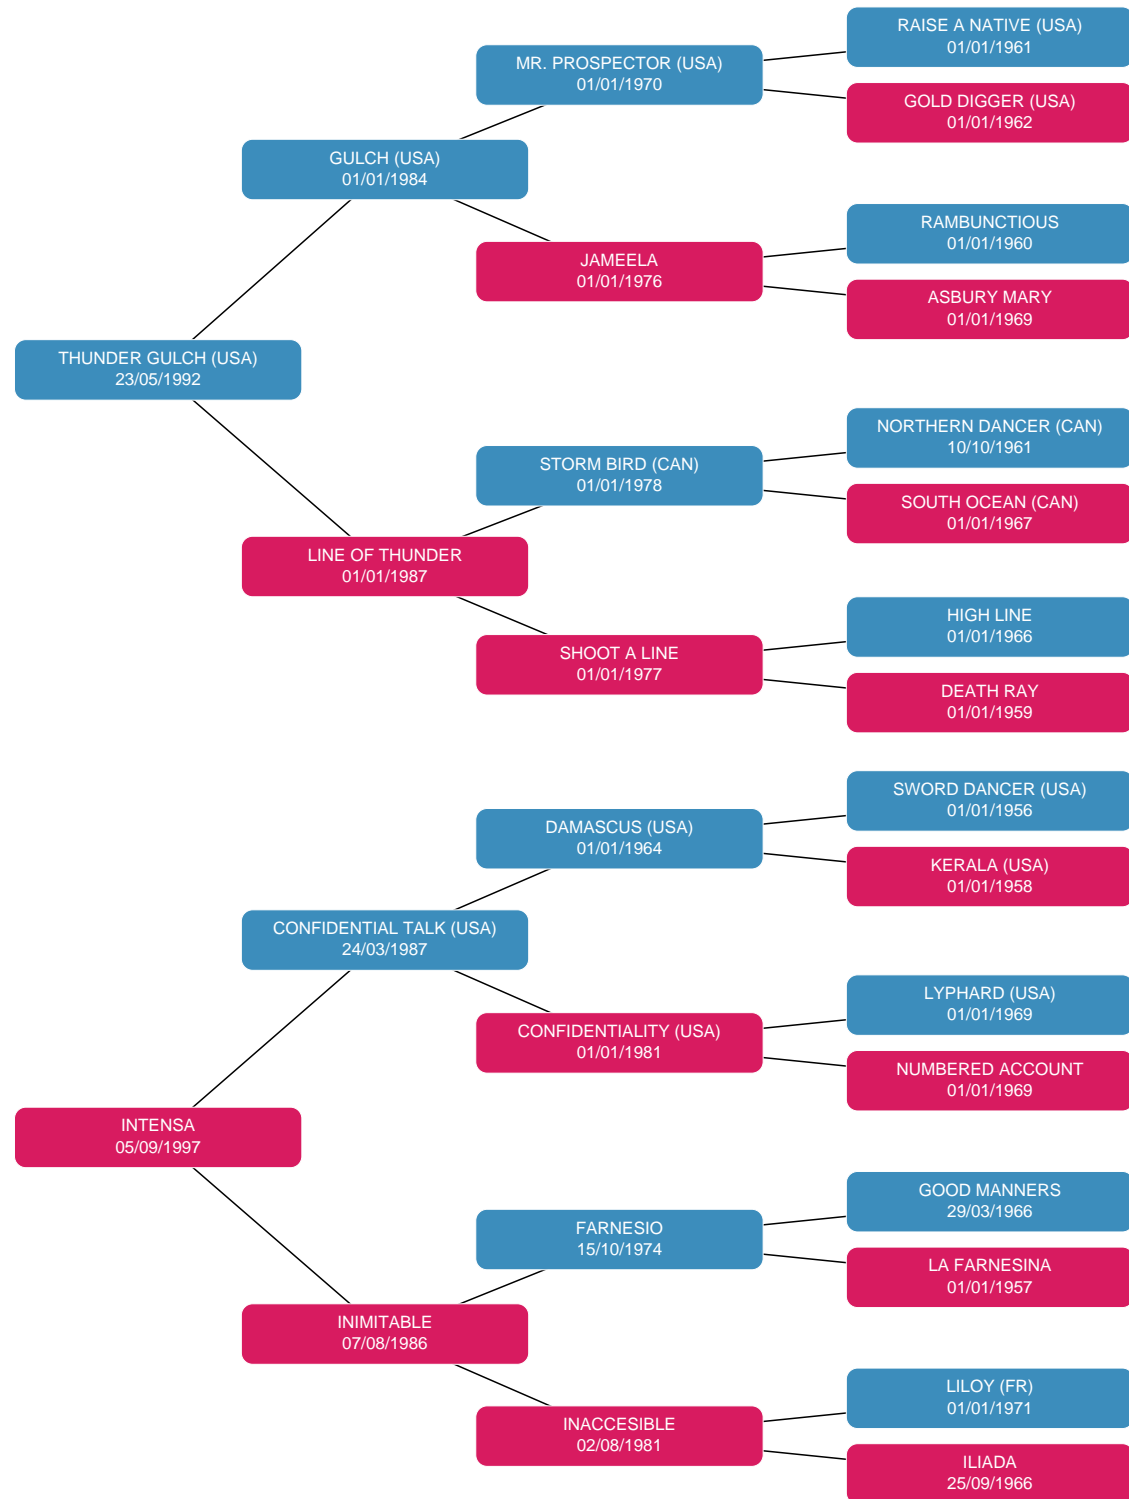 RAISE A NATIVE (USA)
01/01/1961
MR. PROSPECTOR (USA)
01/01/1970
GOLD DIGGER (USA)
01/01/1962
GULCH (USA)
01/01/1984
RAMBUNCTIOUS
01/01/1960
JAMEELA
01/01/1976
ASBURY MARY
01/01/1969
THUNDER GULCH (USA)
23/05/1992
NORTHERN DANCER (CAN)
10/10/1961
STORM BIRD (CAN)
01/01/1978
SOUTH OCEAN (CAN)
01/01/1967
LINE OF THUNDER
01/01/1987
HIGH LINE
01/01/1966
SHOOT A LINE
01/01/1977
DEATH RAY
01/01/1959
SWORD DANCER (USA)
01/01/1956
DAMASCUS (USA)
01/01/1964
KERALA (USA)
01/01/1958
CONFIDENTIAL TALK (USA)
24/03/1987
LYPHARD (USA)
01/01/1969
CONFIDENTIALITY (USA)
01/01/1981
NUMBERED ACCOUNT
01/01/1969
INTENSA
05/09/1997
GOOD MANNERS
29/03/1966
FARNESIO
15/10/1974
LA FARNESINA
01/01/1957
INIMITABLE
07/08/1986
LILOY (FR)
01/01/1971
INACCESIBLE
02/08/1981
ILIADA
25/09/1966